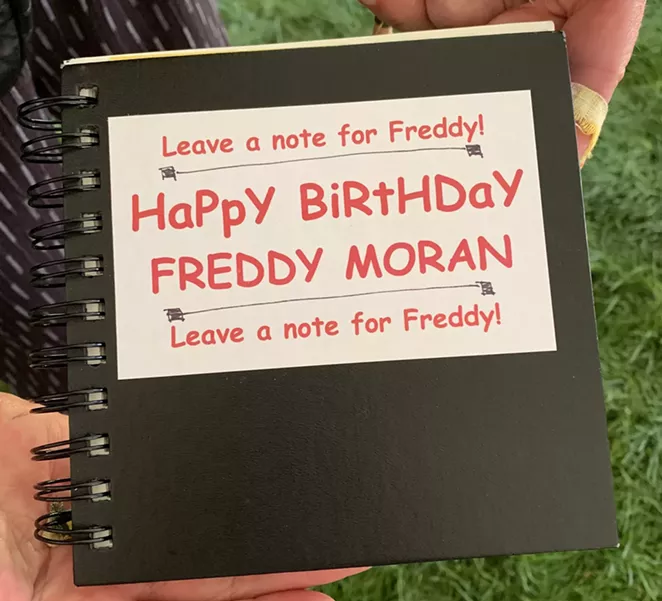 Leave a note for Freddy!
HaPpY BiRtHDaY
FREDDY MORAN
Leave a note for Freddy!